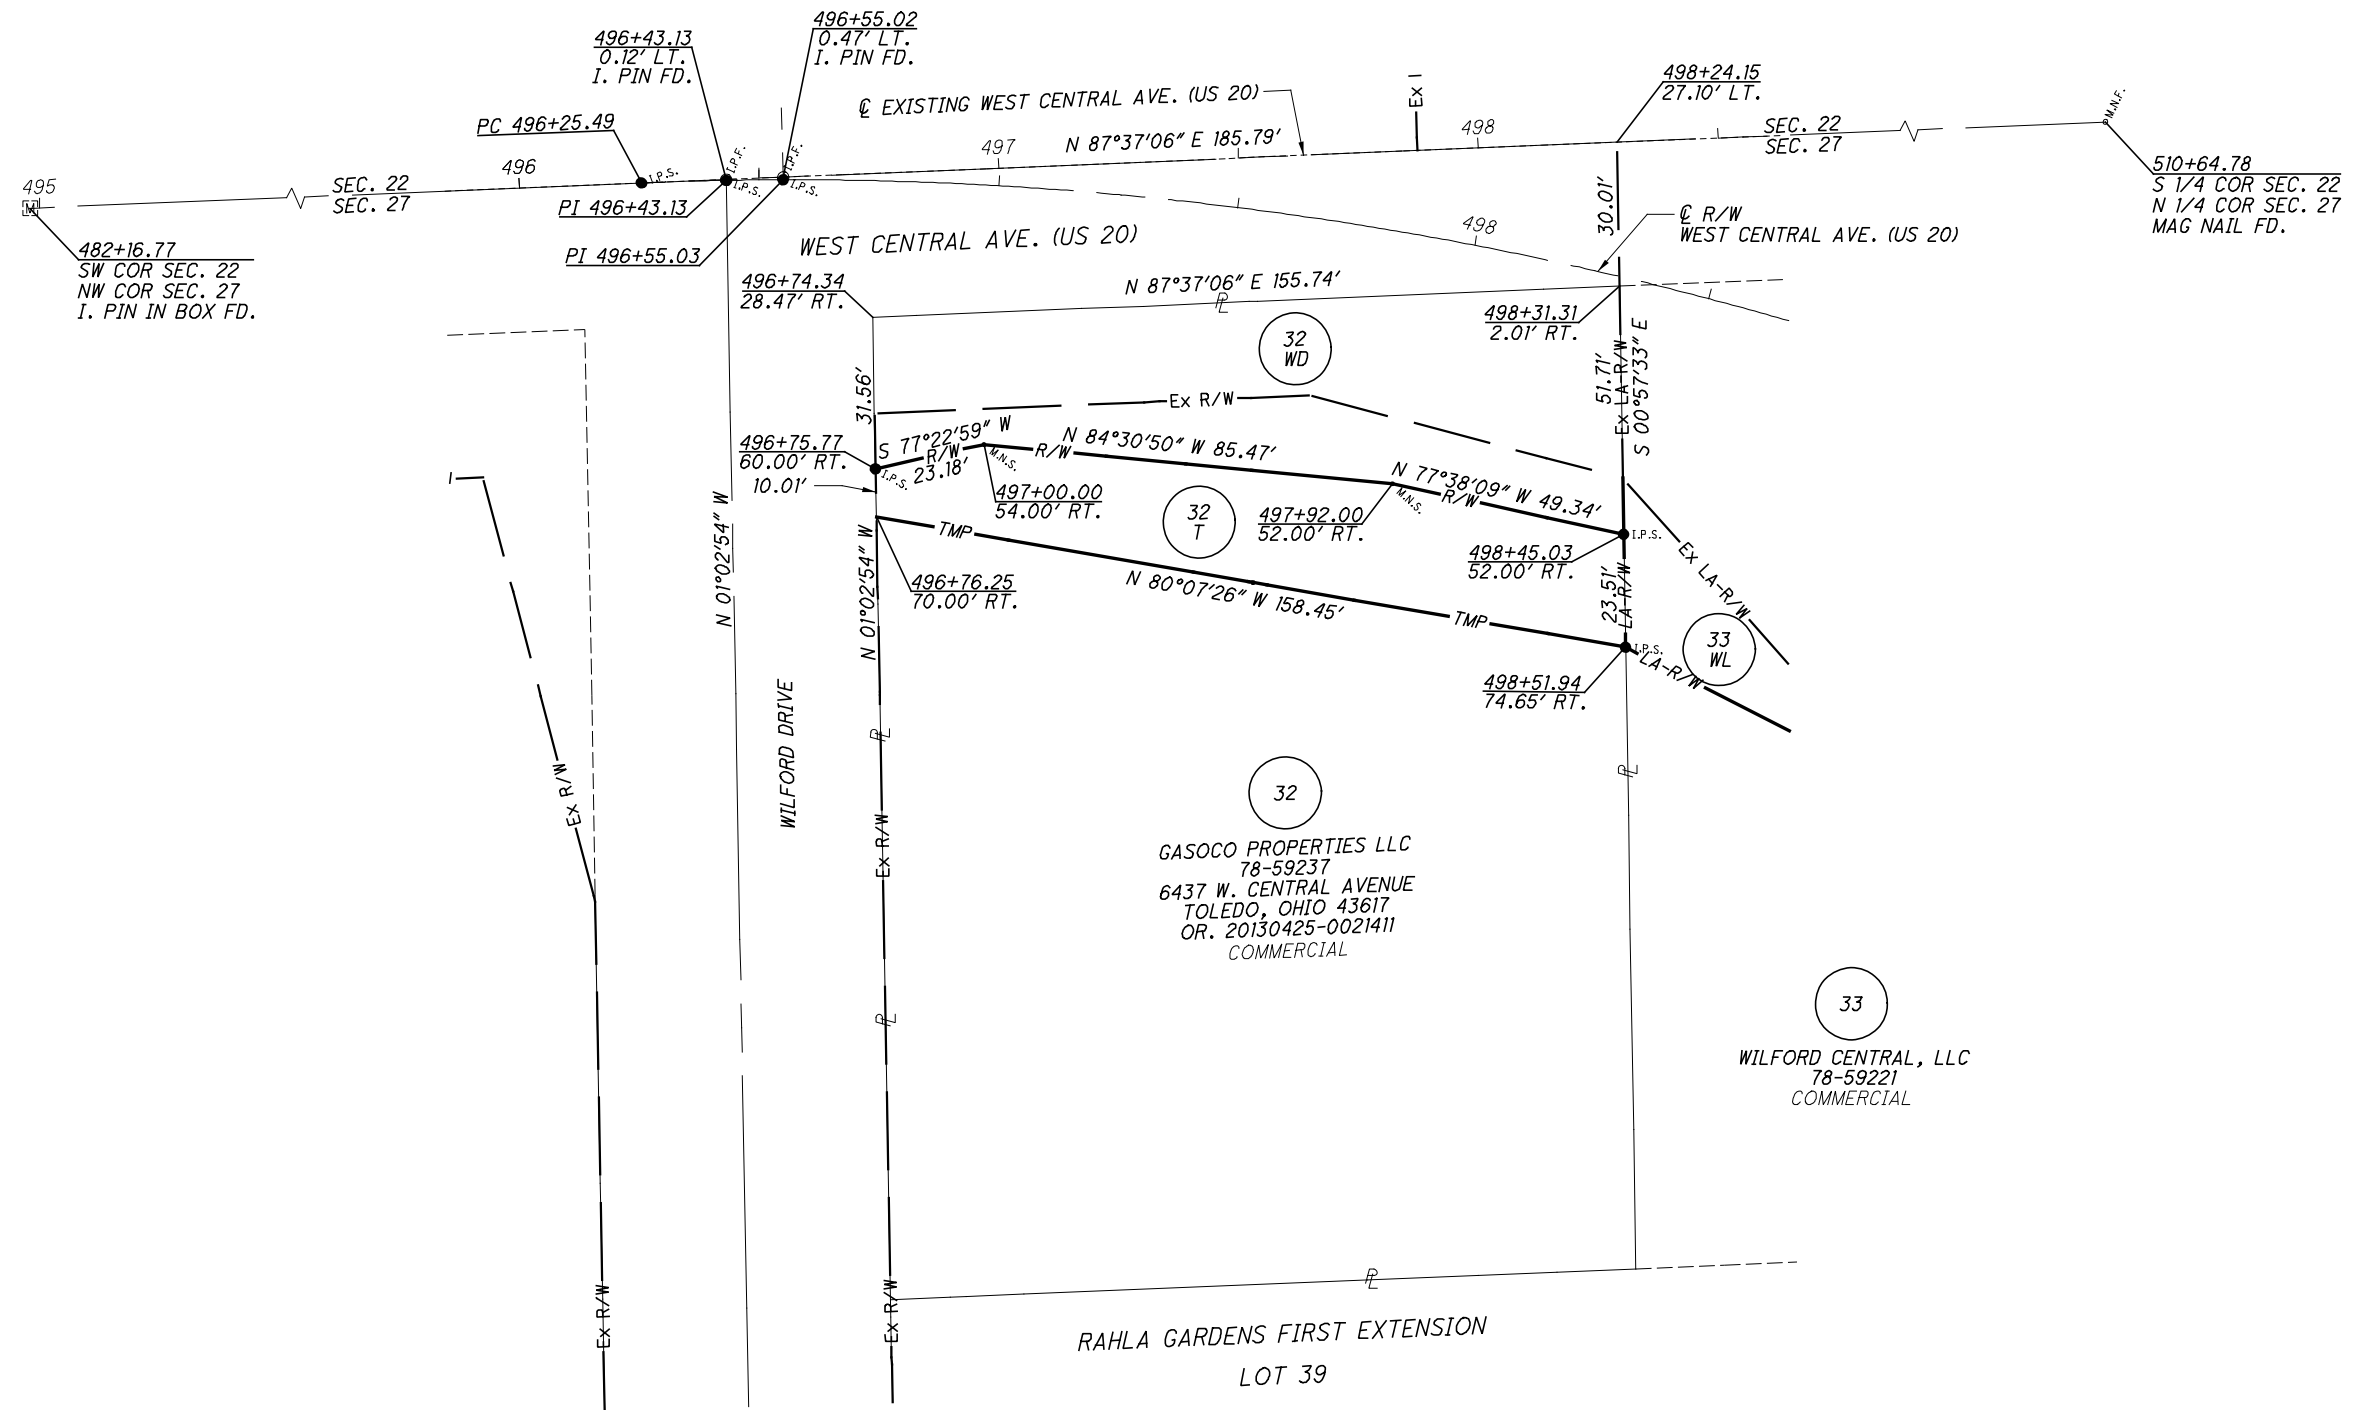 496+55.02
0.47' LT.
I. PIN FD.
496+43.13
0.12' LT.
I. PIN FD.
PC 496+25.49
℄ EXISTING WEST CENTRAL AVE. (US 20)
Ex I
498+24.15
27.10' LT.
M.N.F.
495
496
497
498
N 87°37'06" E 185.79'
SEC. 22
SEC. 27
SEC. 22
SEC. 27
I.P.S.
I.P.F.
I.P.S.
I.P.F.
I.P.S.
PI 496+43.13
PI 496+55.03
510+64.78
S 1/4 COR SEC. 22
N 1/4 COR SEC. 27
MAG NAIL FD.
M
482+16.77
SW COR SEC. 22
NW COR SEC. 27
I. PIN IN BOX FD.
30.01'
℄ R/W
WEST CENTRAL AVE. (US 20)
498
WEST CENTRAL AVE. (US 20)
496+74.34
28.47' RT.
N 87°37'06" E 155.74'
PL
498+31.31
2.01' RT.
32
WD
31.56'
Ex R/W
51.71'
Ex LA-R/W
S 00°57'33" E
496+75.77
60.00' RT.
S 77°22'59" W
R/W
23.18'
I.P.S.
M.N.S.
N 84°30'50" W 85.47'
R/W
N 77°38'09" W 49.34'
R/W
M.N.S.
10.01'
497+00.00
54.00' RT.
32
T
497+92.00
52.00' RT.
498+45.03
52.00' RT.
I.P.S.
Ex LA-R/W
N 01°02'54" W
N 01°02'54" W
TMP
496+76.25
70.00' RT.
N 80°07'26" W 158.45'
TMP
23.51'
LA-R/W
I.P.S.
LA-R/W
33
WL
498+51.94
74.65' RT.
WILFORD DRIVE
PL
PL
Ex R/W
Ex R/W
32
GASOCO PROPERTIES LLC
78-59237
6437 W. CENTRAL AVENUE
TOLEDO, OHIO 43617
OR. 20130425-0021411
COMMERCIAL
PL
33
WILFORD CENTRAL, LLC
78-59221
COMMERCIAL
PL
Ex R/W
Ex R/W
RAHLA GARDENS FIRST EXTENSION
LOT 39